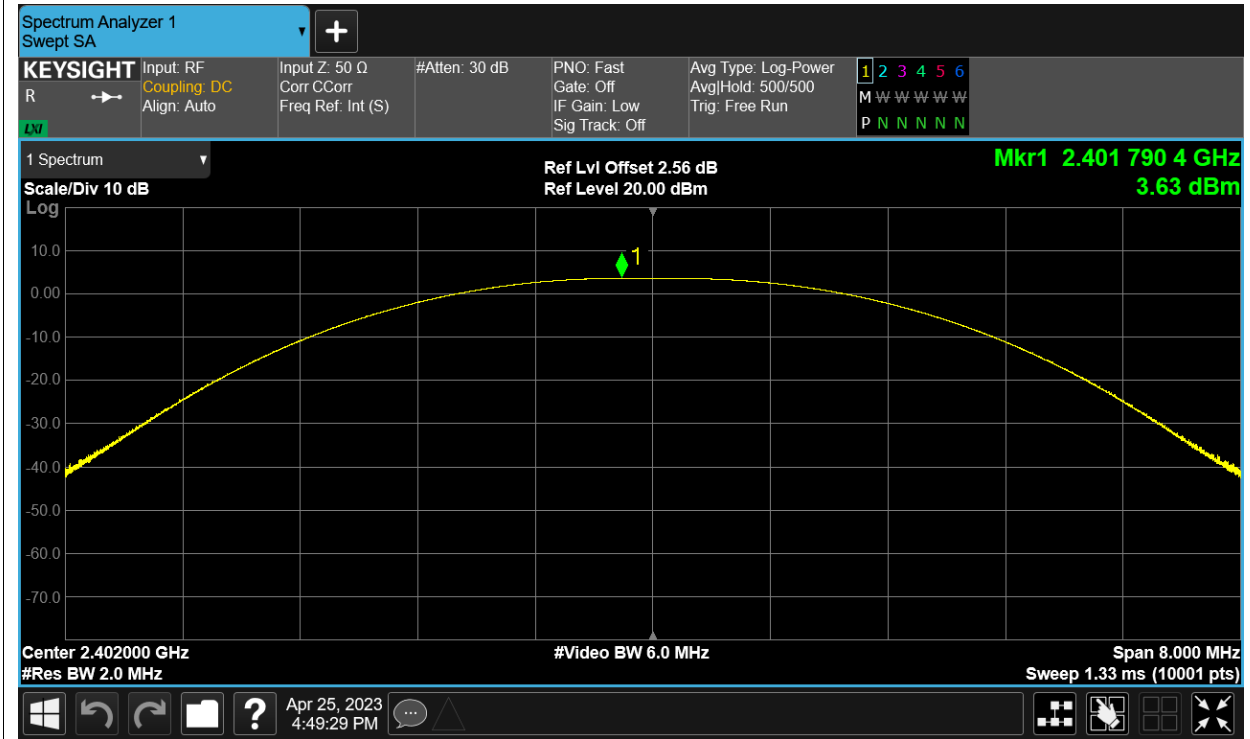 Spectrum Analyzer 1
Swept SA
KEYSIGHT
R
LXI
Input: RF
Coupling: DC
Align: Auto
Input Z: 50 Ω
Corr CCorr
Freq Ref: Int (S)
#Atten: 30 dB
PNO: Fast
Gate: Off
IF Gain: Low
Sig Track: Off
Avg Type: Log-Power
Avg|Hold: 500/500
Trig: Free Run
1 2 3 4 5 6
M W W W W W
P N N N N N
1 Spectrum
Scale/Div 10 dB
Log
Ref Lvl Offset 2.56 dB
Ref Level 20.00 dBm
Mkr1 2.401 790 4 GHz
3.63 dBm
1
10.0
0.00
-10.0
-20.0
-30.0
-40.0
-50.0
-60.0
-70.0
Center 2.402000 GHz
#Res BW 2.0 MHz
#Video BW 6.0 MHz
Span 8.000 MHz
Sweep 1.33 ms (10001 pts)
?
Apr 25, 2023
4:49:29 PM